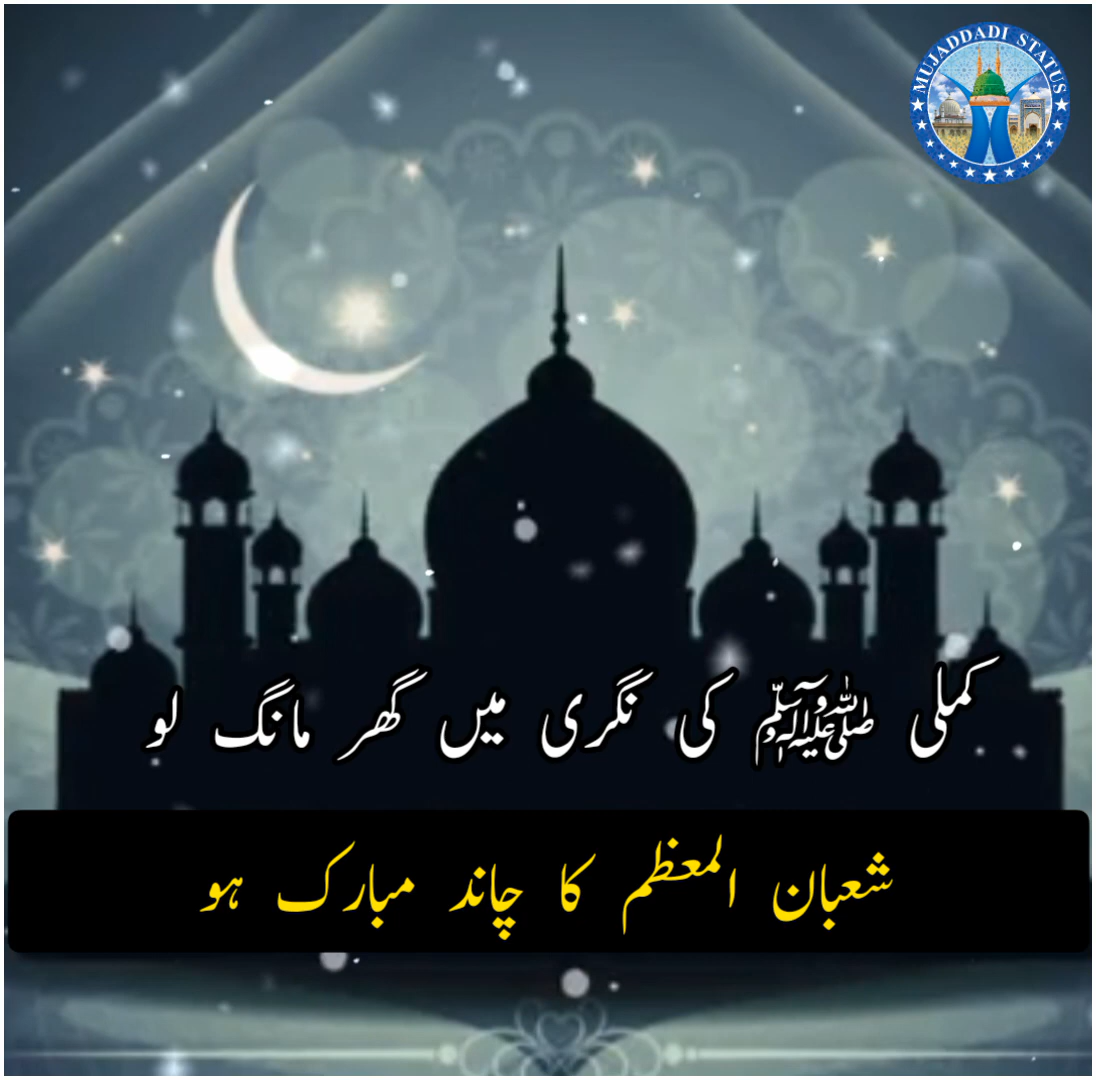 MUJADDADI STATUS
کملی ﷺ کی نگری میں گھر مانگ لو
شعبان المعظم کا چاند مبارک ہو